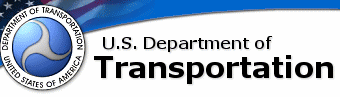 DEPARTMENT OF TRANSPORTATION
UNITED STATES OF AMERICA
U.S. Department of
Transportation